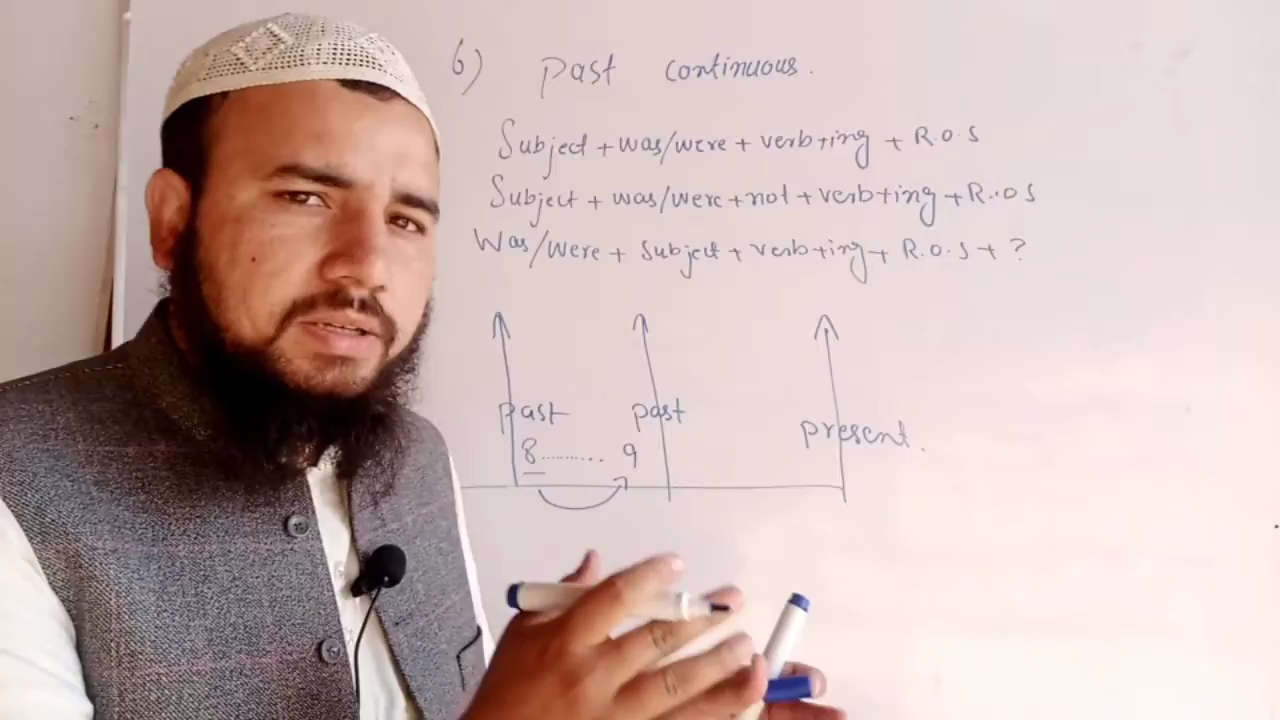 6) Past continuous.
Subject + was/were + verb+ing + R.O.S
Subject + was/were + not + verb+ing + R.O S
Was/were + Subject + verb+ing + R.O.S + ?
past past present.
8.......... 9